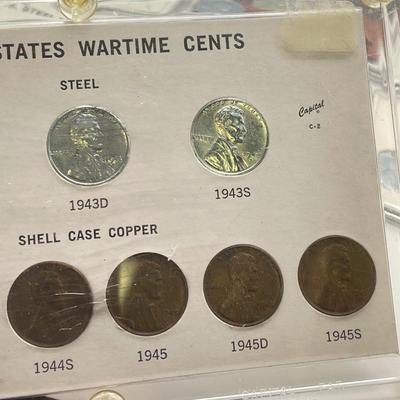 STATES WARTIME CENTS
STEEL
Capital
C-2
1943D
1943S
SHELL CASE COPPER
1944S
1945
1945D
1945S